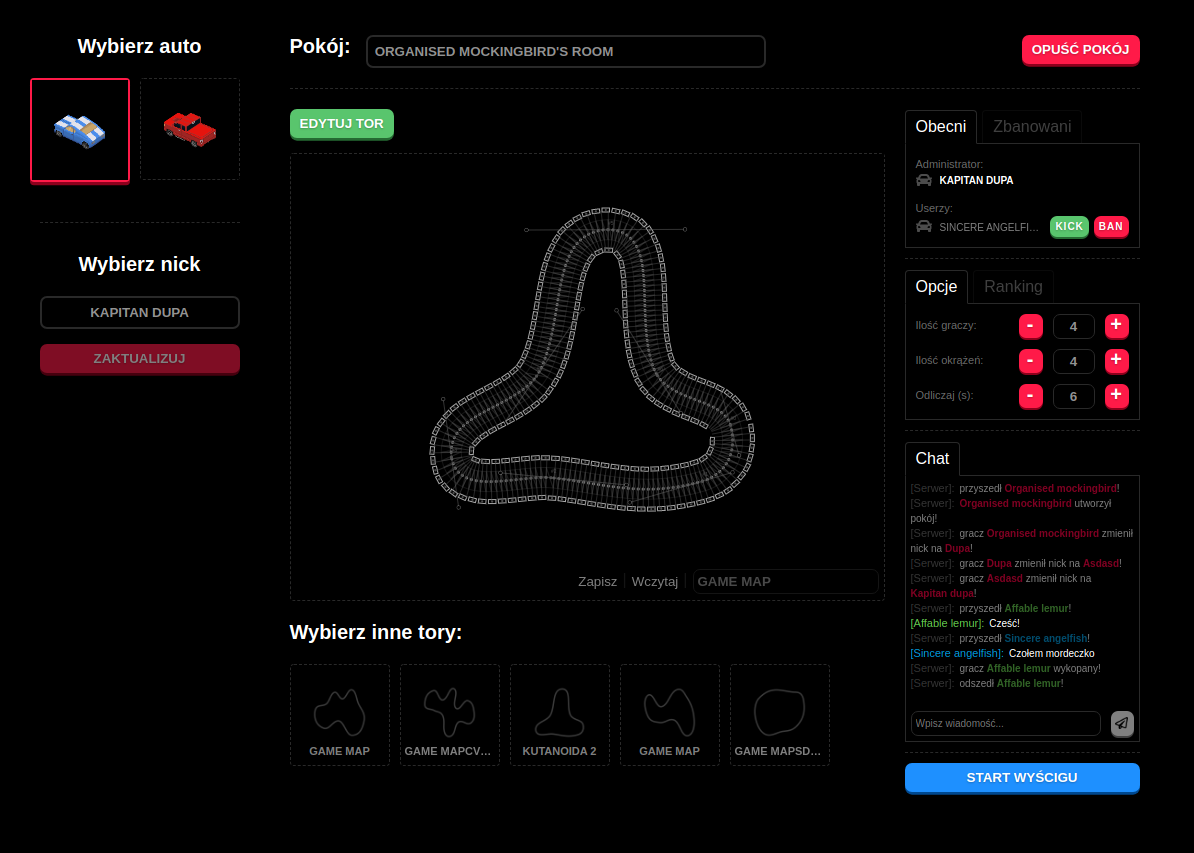 Wybierz auto
Wybierz nick
KAPITAN DUPA
ZAKTUALIZUJ
Pokój:
ORGANISED MOCKINGBIRD'S ROOM
OPUŚĆ POKÓJ
EDYTUJ TOR
Zapisz
Wczytaj
GAME MAP
Wybierz inne tory:
GAME MAP
GAME MAPCV...
KUTANOIDA 2
GAME MAP
GAME MAPSD...
Obecni
Zbanowani
Administrator:
KAPITAN DUPA
Userzy:
SINCERE ANGELFI...
KICK
BAN
Opcje
Ranking
Ilość graczy:
-
4
+
Ilość okrążeń:
-
4
+
Odliczaj (s):
-
6
+
Chat
[Serwer]: przyszedł Organised mockingbird!
[Serwer]: Organised mockingbird utworzył
pokój!
[Serwer]: gracz Organised mockingbird zmienił
nick na Dupa!
[Serwer]: gracz Dupa zmienił nick na Asdasd!
[Serwer]: gracz Asdasd zmienił nick na
Kapitan dupa!
[Serwer]: przyszedł Affable lemur!
[Affable lemur]: Cześć!
[Serwer]: przyszedł Sincere angelfish!
[Sincere angelfish]: Czołem mordeczko
[Serwer]: gracz Affable lemur wykopany!
[Serwer]: odszedł Affable lemur!
Wpisz wiadomość...
START WYŚCIGU